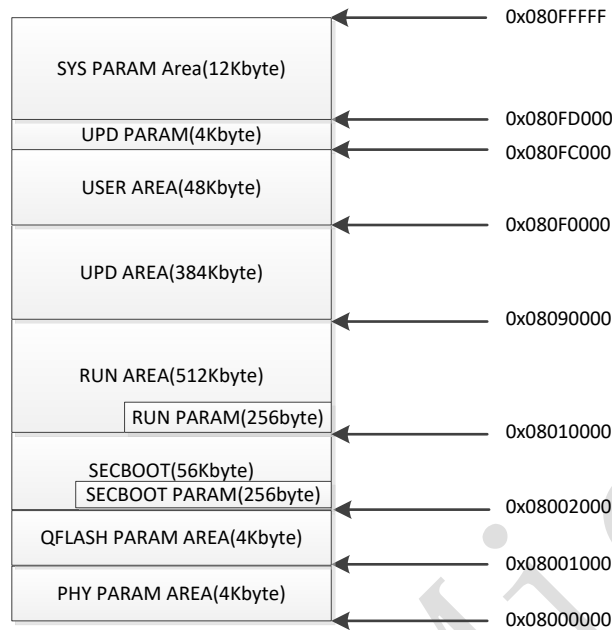 0x080FFFFF
SYS PARAM Area(12Kbyte)
0x080FD000
UPD PARAM(4Kbyte)
0x080FC000
USER AREA(48Kbyte)
0x080F0000
UPD AREA(384Kbyte)
0x08090000
RUN AREA(512Kbyte)
RUN PARAM(256byte)
0x08010000
SECBOOT(56Kbyte)
SECBOOT PARAM(256byte)
0x08002000
QFLASH PARAM AREA(4Kbyte)
0x08001000
PHY PARAM AREA(4Kbyte)
0x08000000